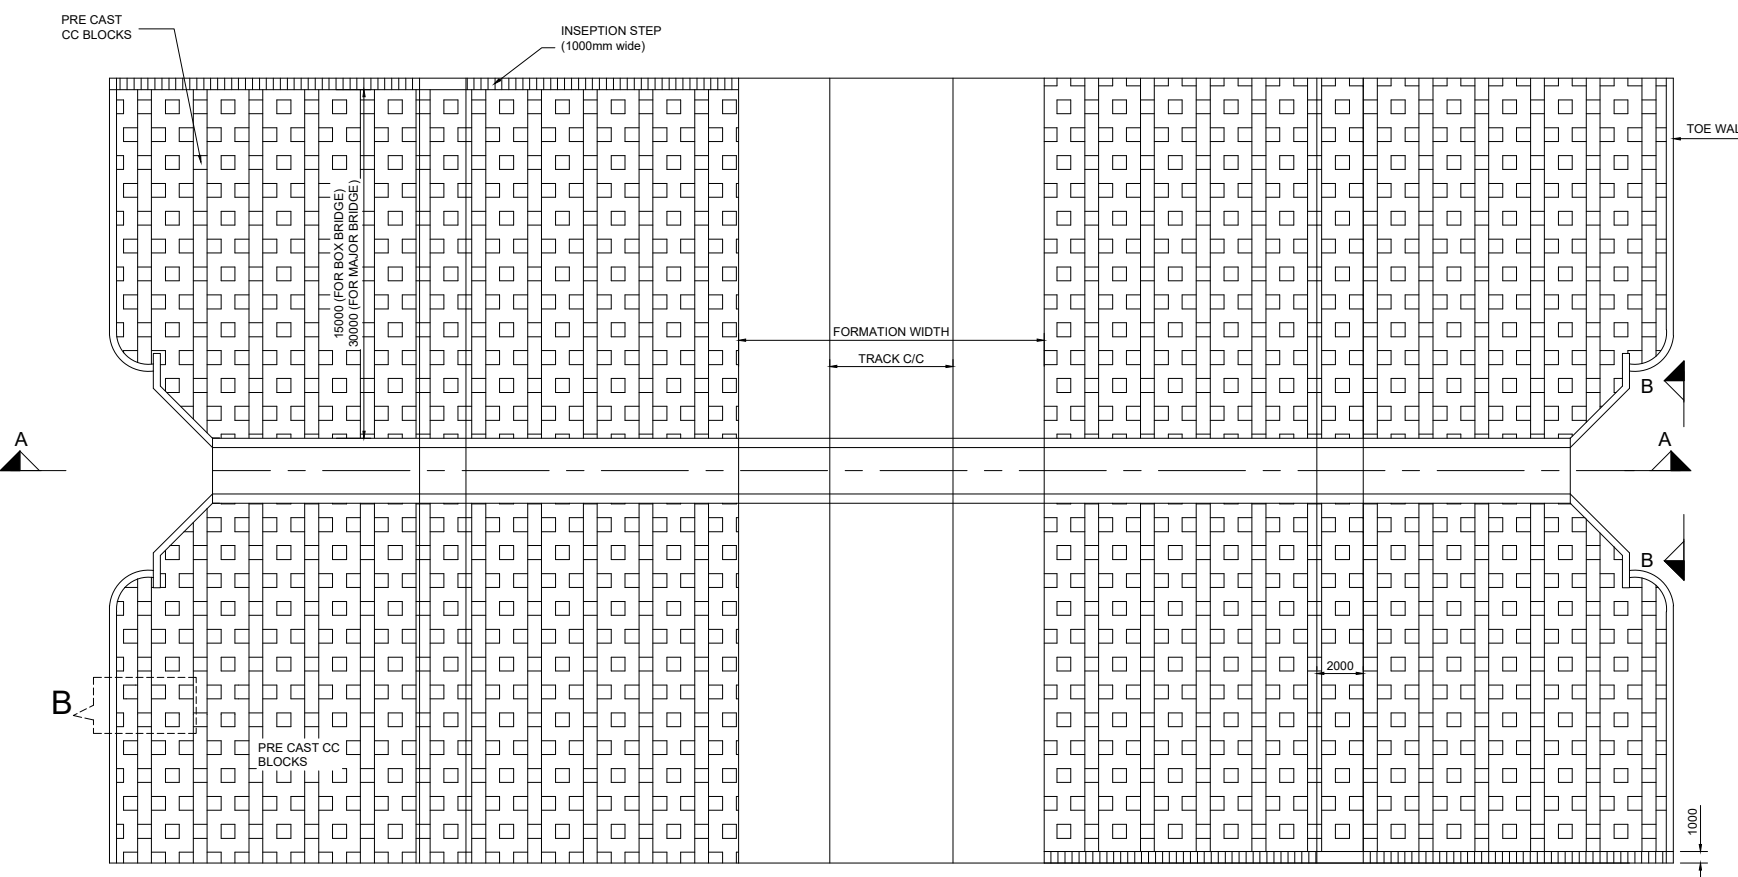 PRE CAST
CC BLOCKS
INSEPTION STEP
(1000mm wide)
TOE WAL
15000 (FOR BOX BRIDGE)
30000 (FOR MAJOR BRIDGE)
FORMATION WIDTH
TRACK C/C
B
A
A
B
2000
B
PRE CAST CC
BLOCKS
1000